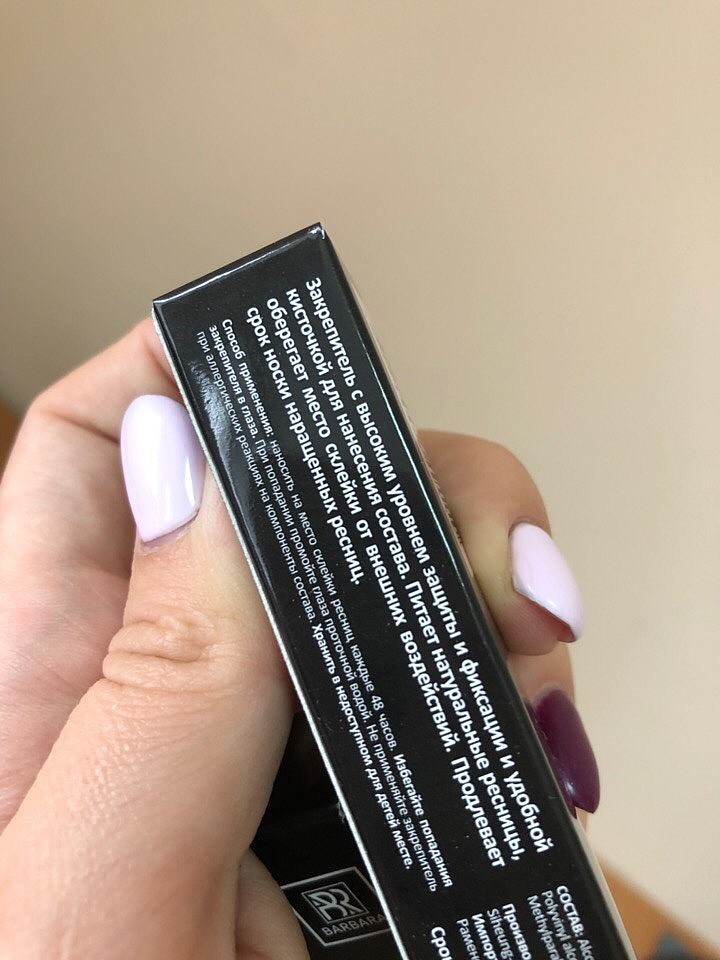 Закрепитель с высоким уровнем защиты и фиксации и удобной
кисточкой для нанесения состава. Питает натуральные ресницы,
оберегает место склейки от внешних воздействий. Продлевает
срок носки наращенных ресниц.
Способ применения: наносить на место склейки ресниц каждые 48 часов. Избегайте попадания
закрепителя в глаза. При попадании промойте глаза проточной водой. Не применяйте закрепитель
при аллергических реакциях на компоненты состава. Хранить в недоступном для детей месте.
СОСТАВ:
Polyvinyl
BARBARA